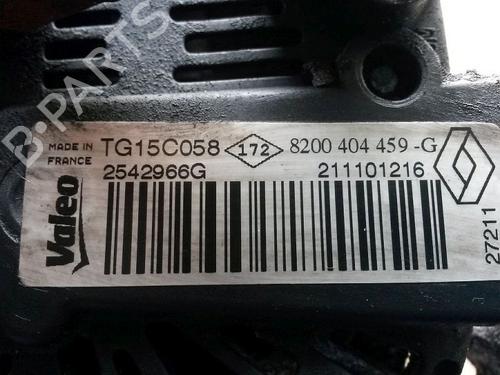 B-PARTS
MADE IN FRANCE
TG15C058
172
8200 404 459 -G
2542966G
211101216
Valeo
27211